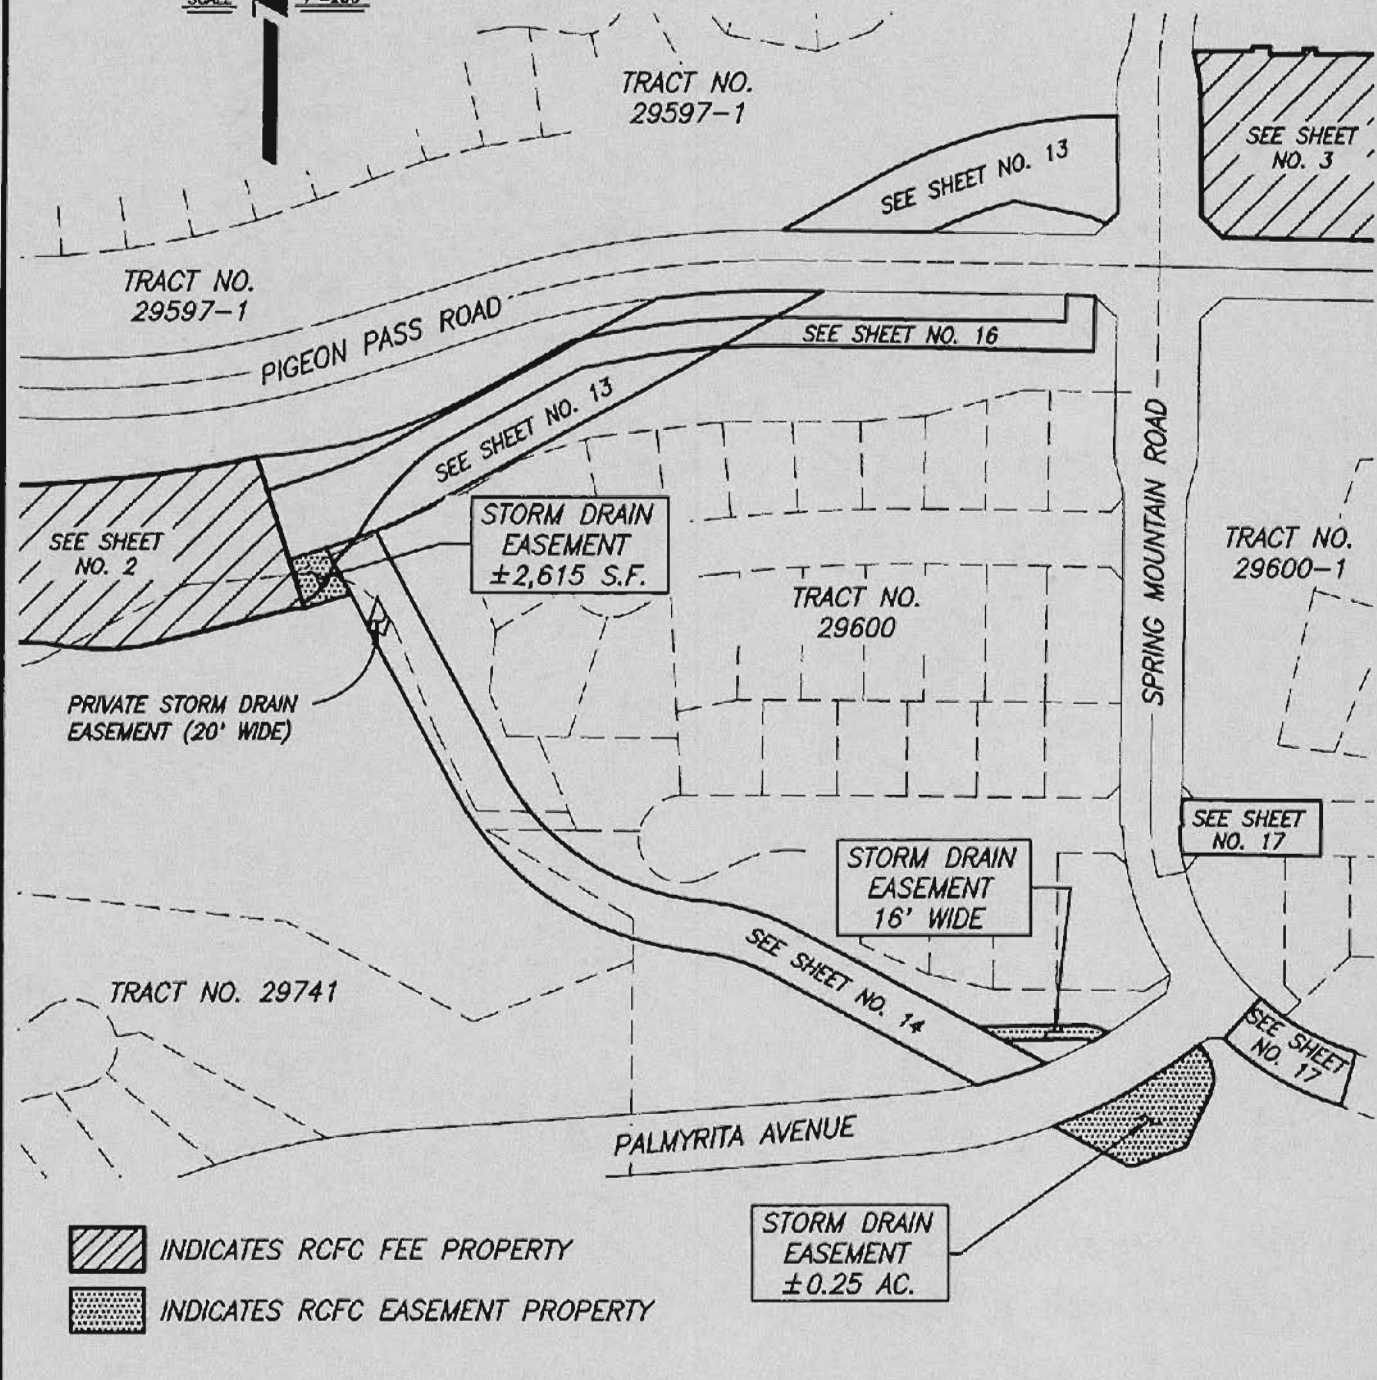 SCALE
TRACT NO.
29597-1
SEE SHEET NO. 13
SEE SHEET
NO. 3
TRACT NO.
29597-1
PIGEON PASS ROAD
SEE SHEET NO. 16
SEE SHEET NO. 13
SPRING MOUNTAIN ROAD
SEE SHEET
NO. 2
STORM DRAIN
EASEMENT
±2,615 S.F.
TRACT NO.
29600-1
TRACT NO.
29600
PRIVATE STORM DRAIN
EASEMENT (20' WIDE)
SEE SHEET
NO. 17
STORM DRAIN
EASEMENT
16' WIDE
SEE SHEET NO. 14
TRACT NO. 29741
SEE SHEET
NO. 17
PALMYRITA AVENUE
STORM DRAIN
EASEMENT
±0.25 AC.
INDICATES RCFC FEE PROPERTY
INDICATES RCFC EASEMENT PROPERTY